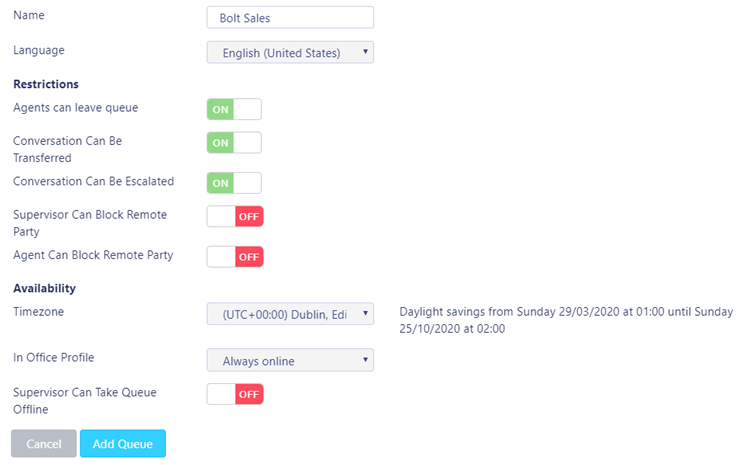 Name
Bolt Sales
Language
English (United States)
Restrictions
Agents can leave queue
ON
Conversation Can Be
Transferred
ON
Conversation Can Be Escalated
ON
Supervisor Can Block Remote
Party
OFF
Agent Can Block Remote Party
OFF
Availability
Timezone
(UTC+00:00) Dublin, Edi
Daylight savings from Sunday 29/03/2020 at 01:00 until Sunday
25/10/2020 at 02:00
In Office Profile
Always online
Supervisor Can Take Queue
Offline
OFF
Cancel
Add Queue